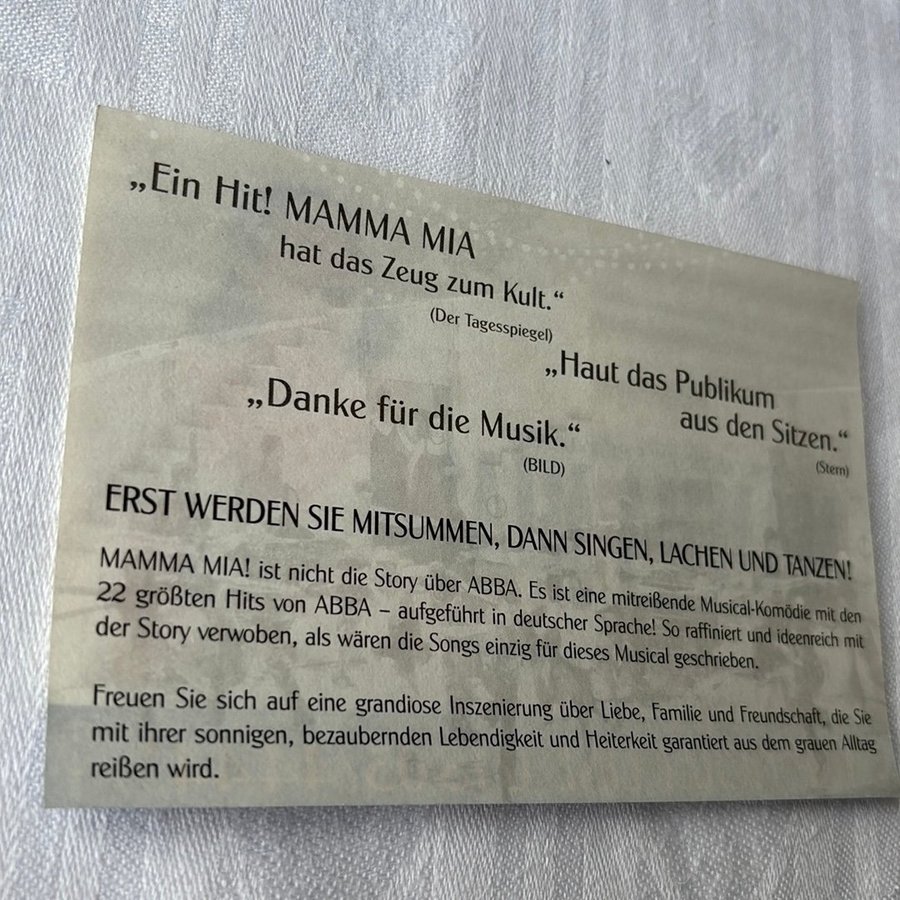 „Ein Hit! MAMMA MIA
hat das Zeug zum Kult.“
(Der Tagesspiegel)
„Haut das Publikum
aus den Sitzen.“
(Stern)
„Danke für die Musik.“
(BILD)
ERST WERDEN SIE MITSUMMEN, DANN SINGEN, LACHEN UND TANZEN!
MAMMA MIA! ist nicht die Story über ABBA. Es ist eine mitreißende Musical-Komödie mit den
22 größten Hits von ABBA – aufgeführt in deutscher Sprache! So raffiniert und ideenreich mit
der Story verwoben, als wären die Songs einzig für dieses Musical geschrieben.
Freuen Sie sich auf eine grandiose Inszenierung über Liebe, Familie und Freundschaft, die Sie
mit ihrer sonnigen, bezaubernden Lebendigkeit und Heiterkeit garantiert aus dem grauen Alltag
reißen wird.